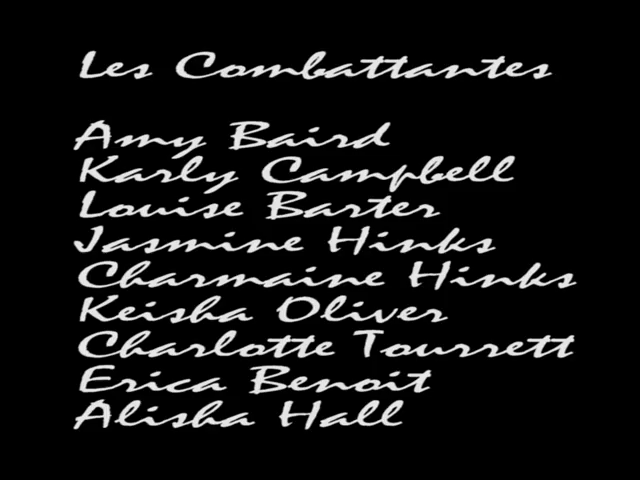 Les Combattantes
Amy Baird
Karly Campbell
Louise Barter
Jasmine Hinks
Charmaine Hinks
Keisha Oliver
Charlotte Tourrett
Erica Benoit
Alisha Hall